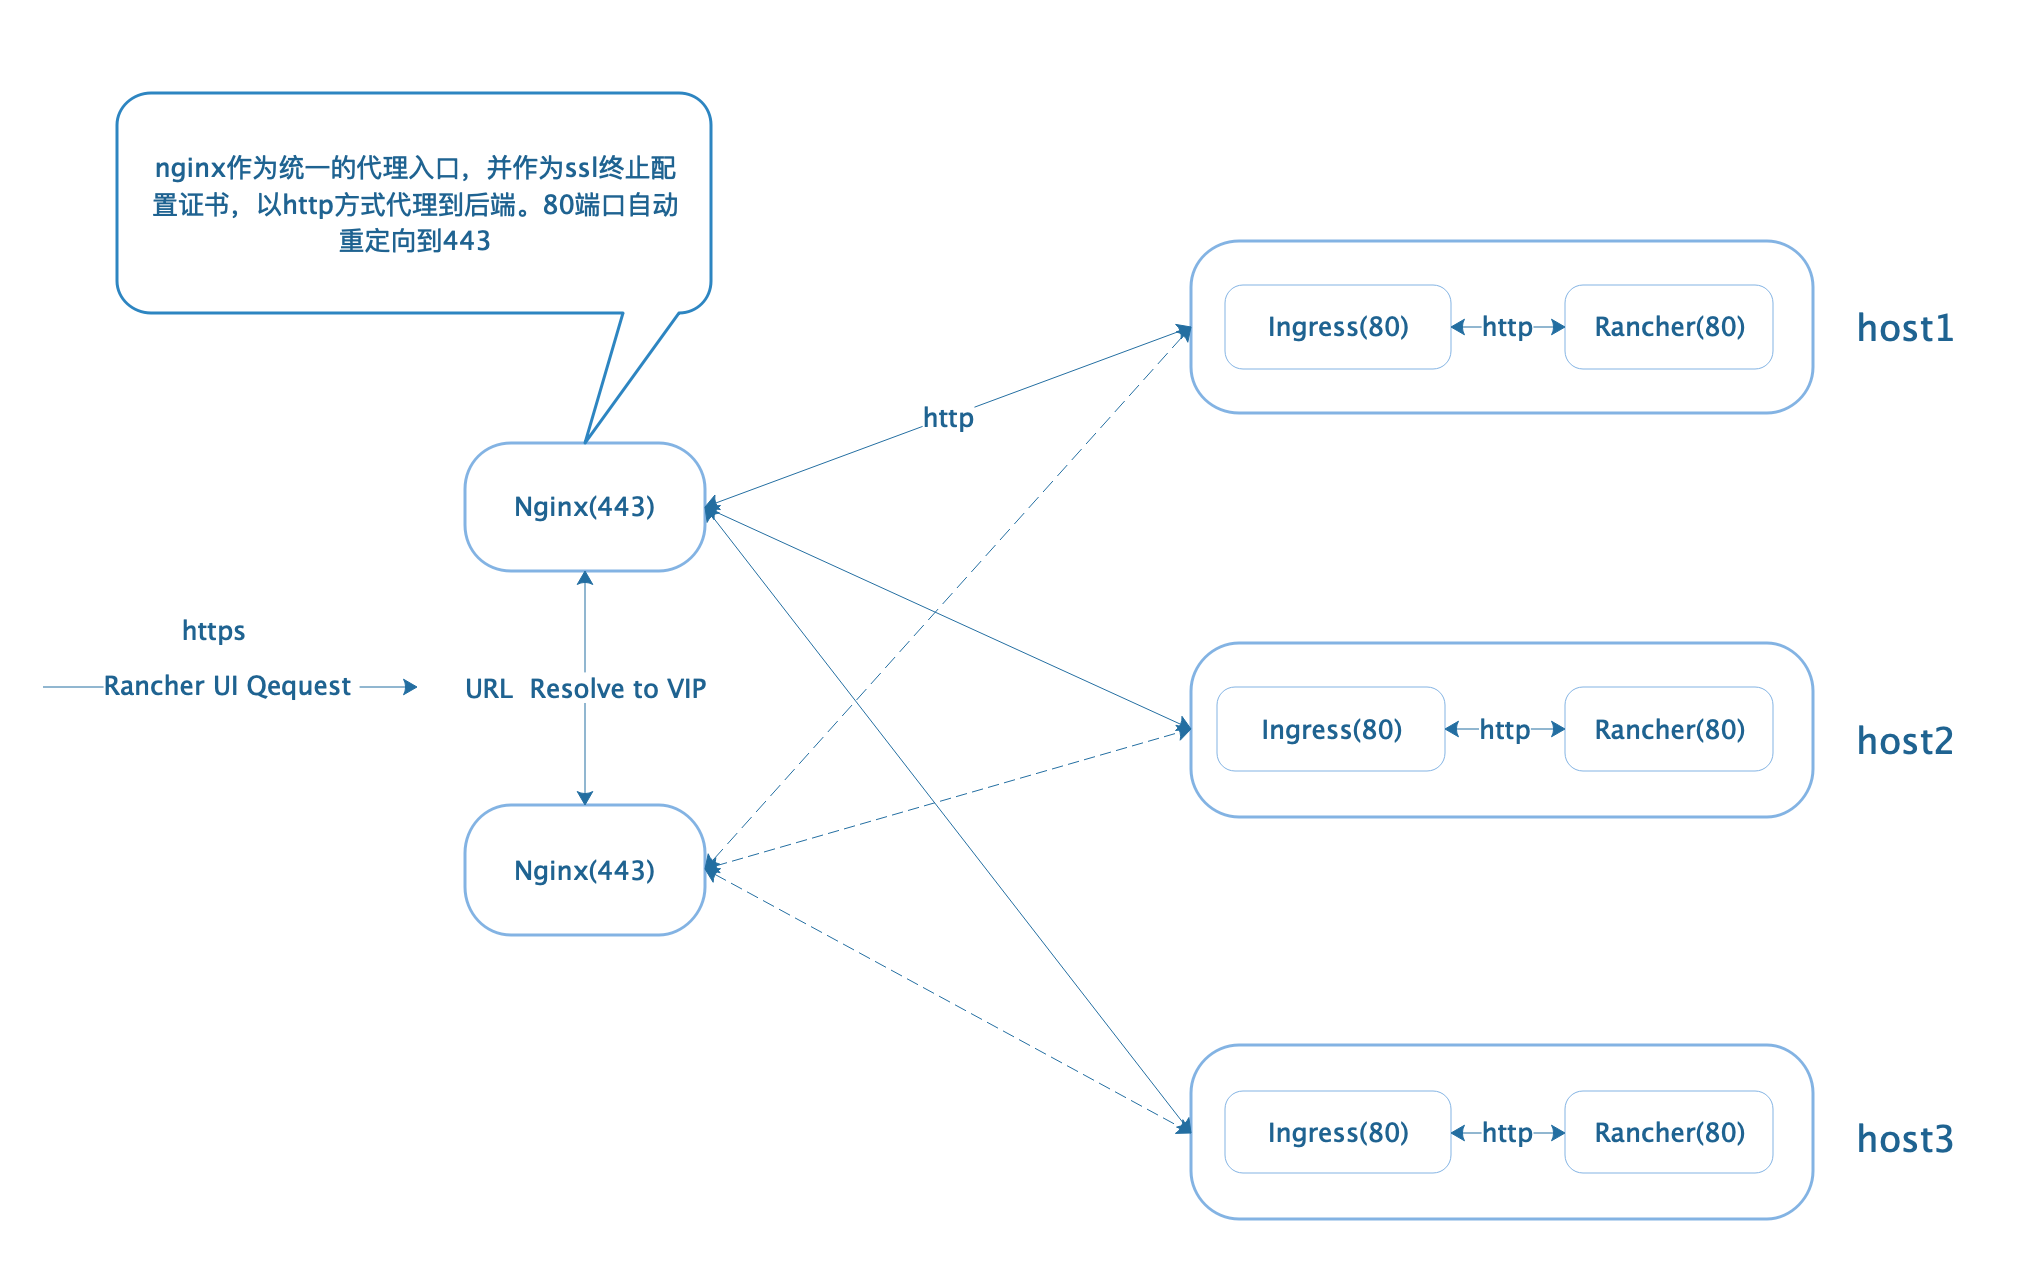 nginx作为统一的代理入口，并作为ssl终止配
置证书，以http方式代理到后端。80端口自动
重定向到443
Ingress(80)
http
Rancher(80)
host1
http
Nginx(443)
https
Rancher UI Qequest
URL  Resolve to VIP
Ingress(80)
http
Rancher(80)
host2
Nginx(443)
Ingress(80)
http
Rancher(80)
host3